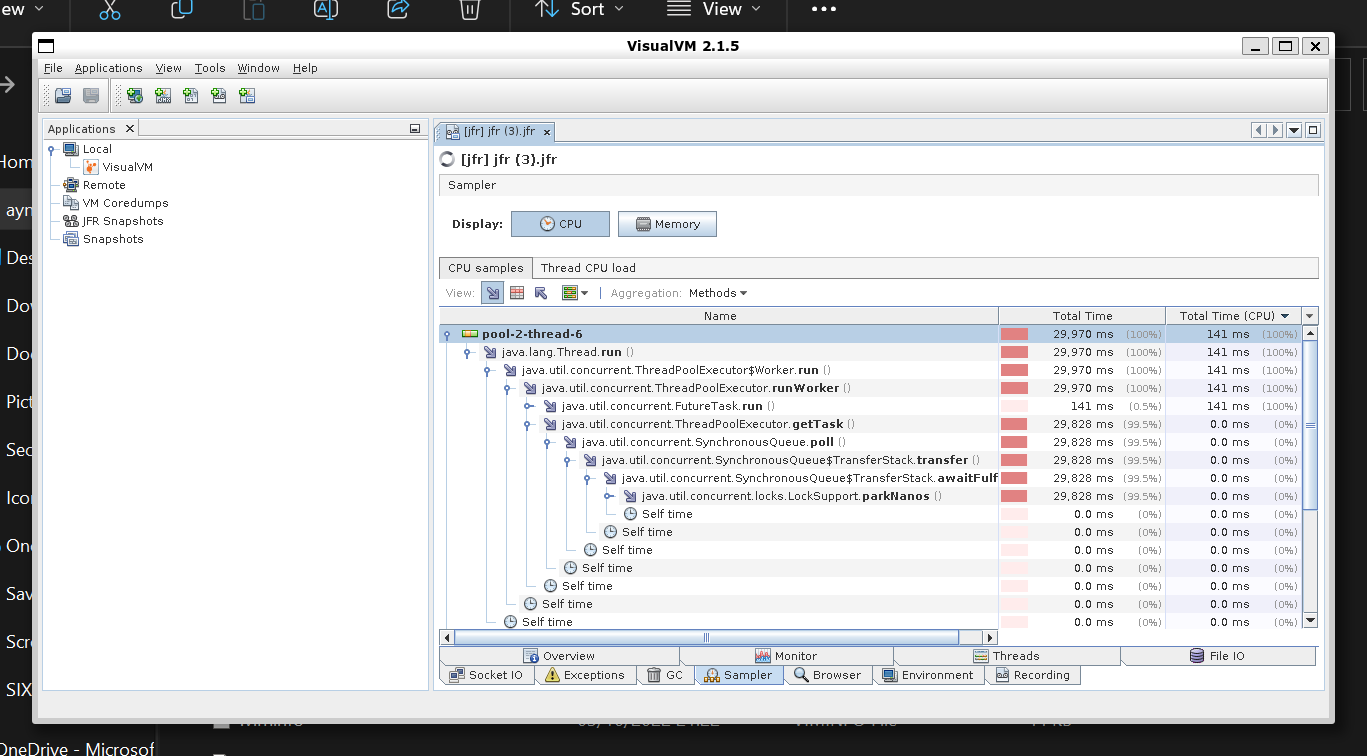 ew
Sort
View
VisualVM 2.1.5
File Applications View Tools Window Help
Applications
Local
VisualVM
Remote
VM Coredumps
JFR Snapshots
Snapshots
[jfr] jfr (3).jfr
[jfr] jfr (3).jfr
Sampler
Display: CPU Memory
CPU samples Thread CPU load
View: Aggregation: Methods
Name Total Time Total Time (CPU)
pool-2-thread-6 29,970 ms (100%) 141 ms (100%)
java.lang.Thread.run () 29,970 ms (100%) 141 ms (100%)
java.util.concurrent.ThreadPoolExecutor$Worker.run () 29,970 ms (100%) 141 ms (100%)
java.util.concurrent.ThreadPoolExecutor.runWorker () 29,970 ms (100%) 141 ms (100%)
java.util.concurrent.FutureTask.run () 141 ms (0.5%) 141 ms (100%)
java.util.concurrent.ThreadPoolExecutor.getTask () 29,828 ms (99.5%) 0.0 ms (0%)
java.util.concurrent.SynchronousQueue.poll () 29,828 ms (99.5%) 0.0 ms (0%)
java.util.concurrent.SynchronousQueue$TransferStack.transfer () 29,828 ms (99.5%) 0.0 ms (0%)
java.util.concurrent.SynchronousQueue$TransferStack.awaitFulf 29,828 ms (99.5%) 0.0 ms (0%)
java.util.concurrent.locks.LockSupport.parkNanos () 29,828 ms (99.5%) 0.0 ms (0%)
Self time 0.0 ms (0%) 0.0 ms (0%)
Self time 0.0 ms (0%) 0.0 ms (0%)
Self time 0.0 ms (0%) 0.0 ms (0%)
Self time 0.0 ms (0%) 0.0 ms (0%)
Self time 0.0 ms (0%) 0.0 ms (0%)
Self time 0.0 ms (0%) 0.0 ms (0%)
Self time 0.0 ms (0%) 0.0 ms (0%)
Overview Monitor Threads File IO
Socket IO Exceptions GC Sampler Browser Environment Recording
Hom
ayn
Des
Dov
Doc
Pict
Sec
Ico
One
Sav
Scre
SIX
OneDrive - Microsof